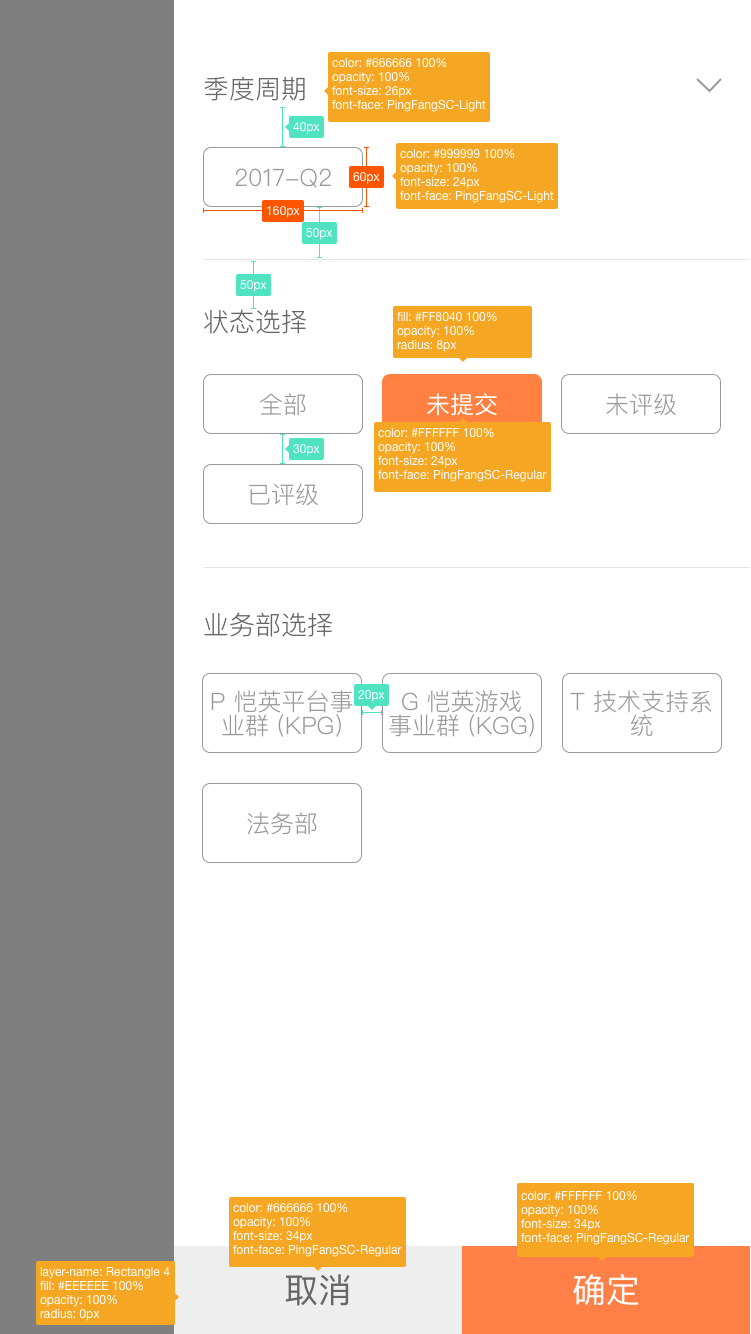 季度周期
color: #666666 100%
opacity: 100%
font-size: 26px
font-face: PingFangSC-Light
40px
2017-Q2
60px
color: #999999 100%
opacity: 100%
font-size: 24px
font-face: PingFangSC-Light
160px
50px
50px
状态选择
fill: #FF8040 100%
opacity: 100%
radius: 8px
全部
未提交
未评级
color: #FFFFFF 100%
opacity: 100%
font-size: 24px
font-face: PingFangSC-Regular
30px
已评级
业务部选择
P 恺英平台事
业群 (KPG)
20px
G 恺英游戏
事业群 (KGG)
T 技术支持系
统
法务部
color: #666666 100%
opacity: 100%
font-size: 34px
font-face: PingFangSC-Regular
color: #FFFFFF 100%
opacity: 100%
font-size: 34px
font-face: PingFangSC-Regular
layer-name: Rectangle 4
fill: #EEEEEE 100%
opacity: 100%
radius: 0px
取消
确定